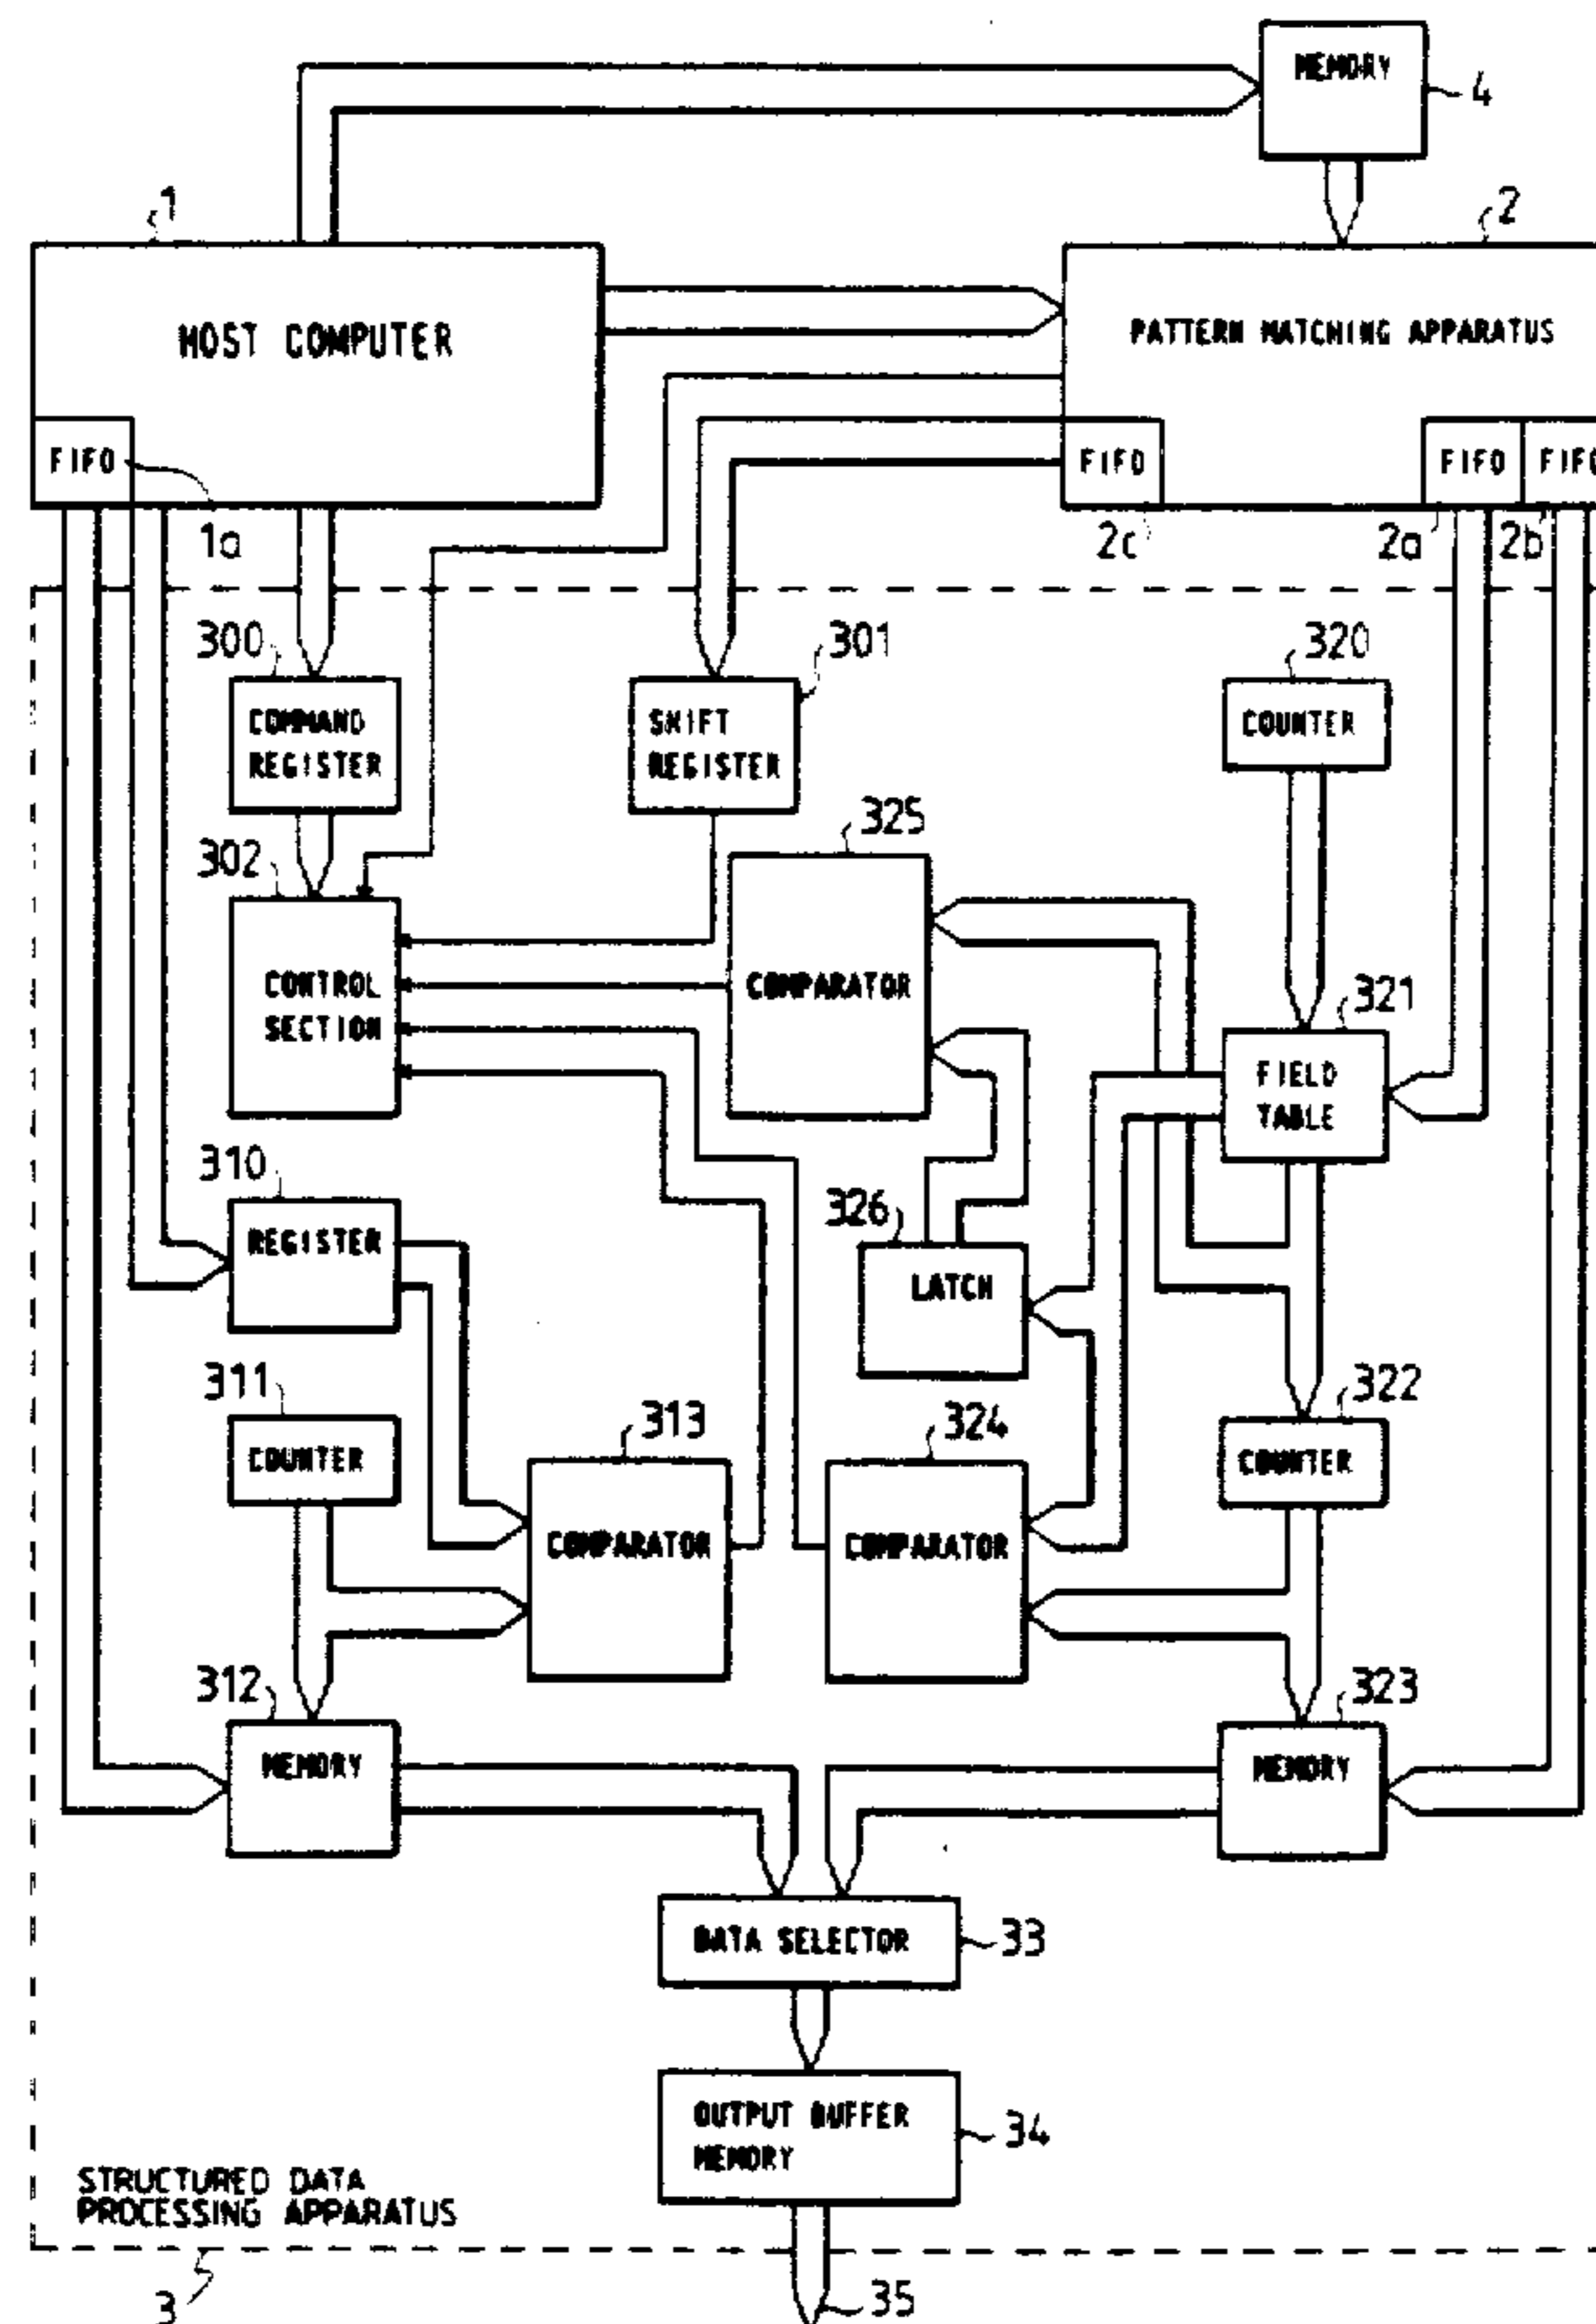 MEMORY
4
1
2
HOST COMPUTER
PATTERN MATCHING APPARATUS
FIFO
FIFO
FIFO
1a
2c
2a
2b
300
301
320
COMMAND
REGISTER
SHIFT
REGISTER
COUNTER
302
325
CONTROL
SECTION
COMPARATOR
321
FIELD
TABLE
310
REGISTER
326
LATCH
311
COUNTER
313
COMPARATOR
324
COMPARATOR
322
COUNTER
312
MEMORY
323
MEMORY
DATA SELECTOR
33
OUTPUT BUFFER
MEMORY
34
STRUCTURED DATA
PROCESSING APPARATUS
3
35